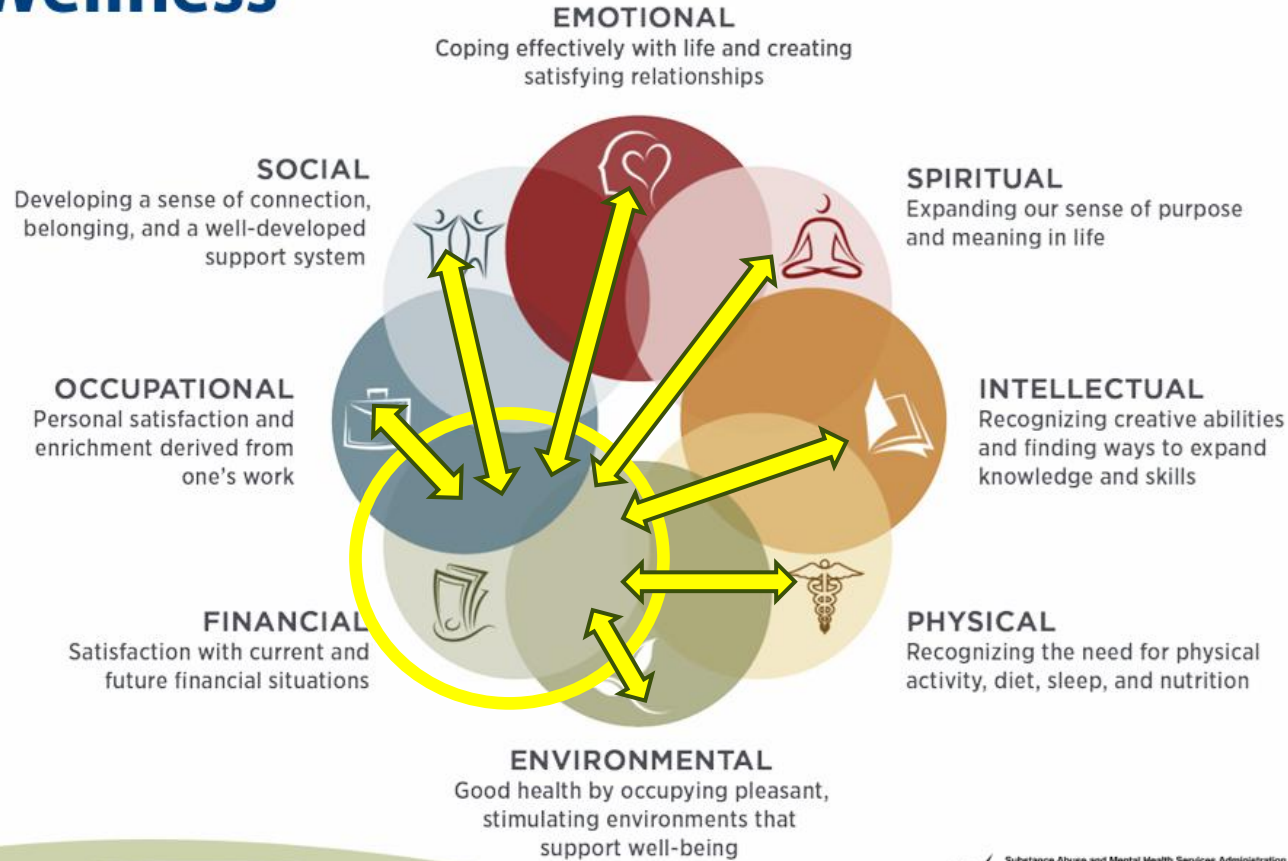 Wellness
EMOTIONAL
Coping effectively with life and creating
satisfying relationships
SOCIAL
Developing a sense of connection,
belonging, and a well-developed
support system
SPIRITUAL
Expanding our sense of purpose
and meaning in life
OCCUPATIONAL
Personal satisfaction and
enrichment derived from
one's work
INTELLECTUAL
Recognizing creative abilities
and finding ways to expand
knowledge and skills
FINANCIAL
Satisfaction with current and
future financial situations
PHYSICAL
Recognizing the need for physical
activity, diet, sleep, and nutrition
ENVIRONMENTAL
Good health by occupying pleasant,
stimulating environments that
support well-being
Substance Abuse and Mental Health Services Administration